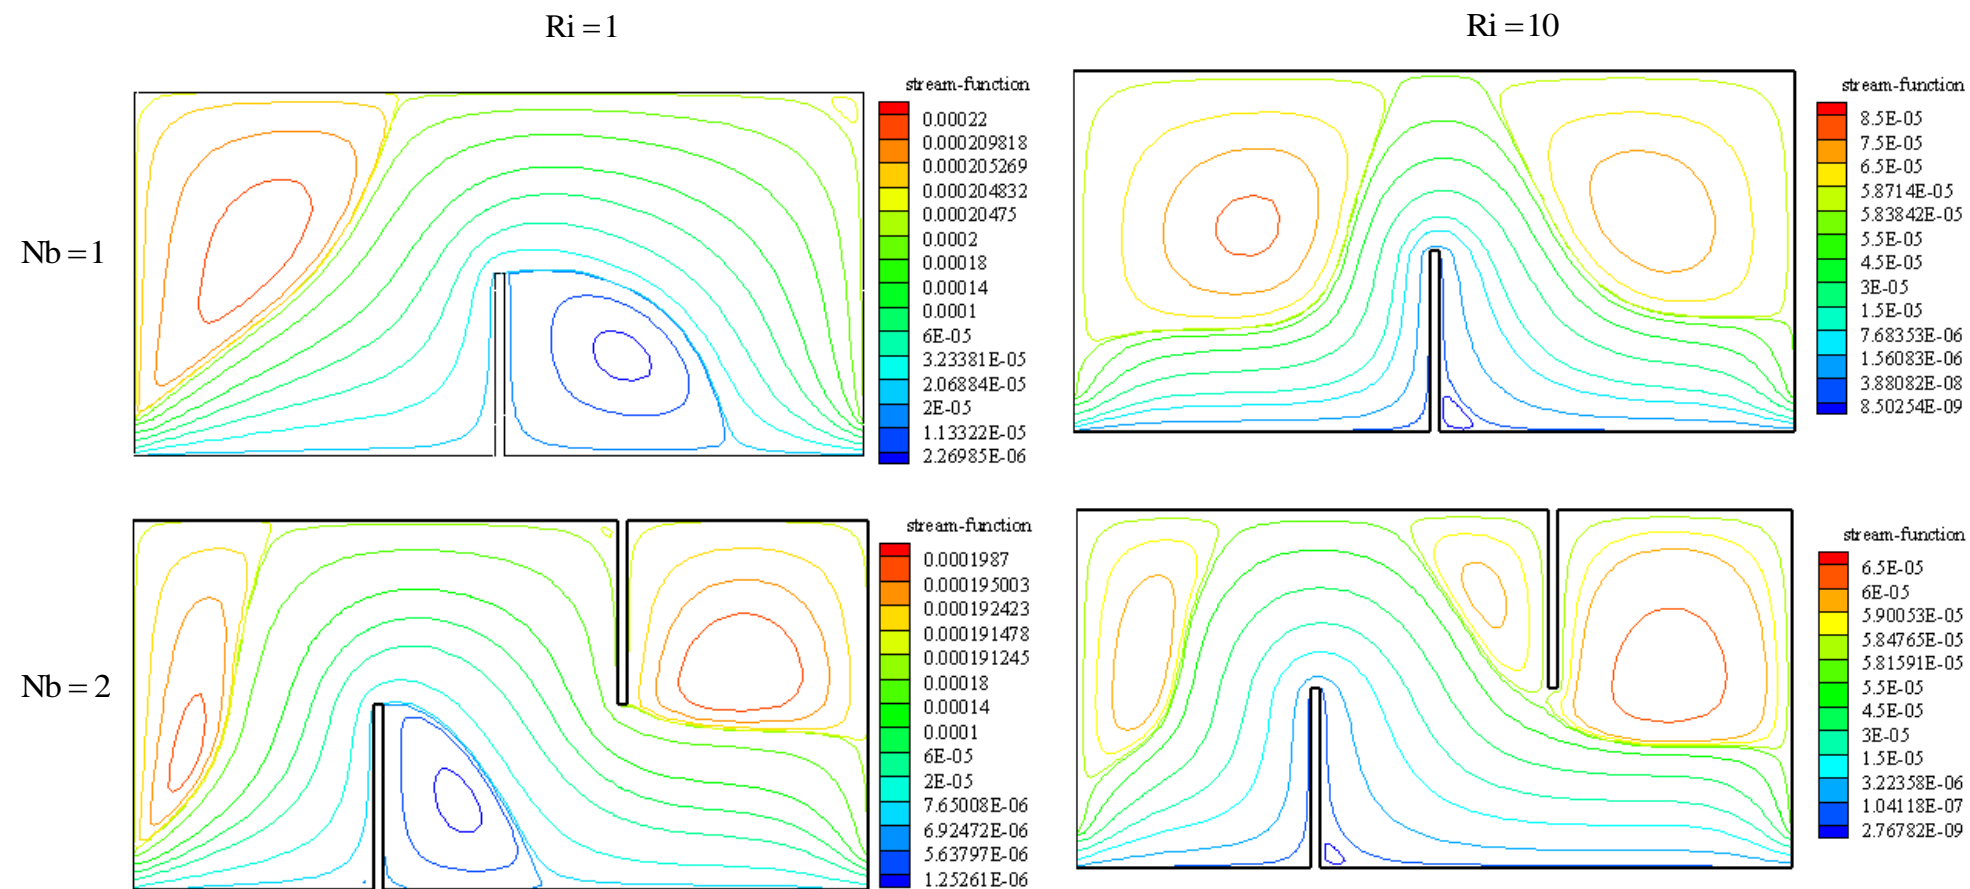 Ri = 1
Ri = 10
stream-function
0.00022
0.000209818
0.000205269
0.000204832
0.00020475
0.0002
0.00018
0.00014
0.0001
6E-05
3.23381E-05
2.06884E-05
2E-05
1.13322E-05
2.26985E-06
stream-function
8.5E-05
7.5E-05
6.5E-05
5.8714E-05
5.83842E-05
5.5E-05
4.5E-05
3E-05
1.5E-05
7.68353E-06
1.56083E-06
3.88082E-08
8.50254E-09
Nb = 1
stream-function
0.0001987
0.000195003
0.000192423
0.000191478
0.000191245
0.00018
0.00014
0.0001
6E-05
2E-05
7.65008E-06
6.92472E-06
5.63797E-06
1.25261E-06
stream-function
6.5E-05
6E-05
5.90053E-05
5.84765E-05
5.81591E-05
5.5E-05
4.5E-05
3E-05
1.5E-05
3.22358E-06
1.04118E-07
2.76782E-09
Nb = 2